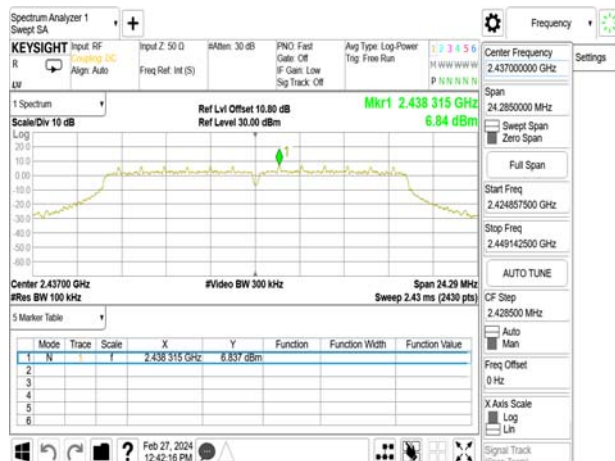 Spectrum Analyzer 1
Swept SA
Frequency
Settings
KEYSIGHT
R
Input: RF
Coupling: DC
Align: Auto
Input Z: 50 Ω
Freq Ref: Int (S)
#Atten: 30 dB
PNO: Fast
Gate: Off
IF Gain: Low
Sig Track: Off
Avg Type: Log-Power
Trig: Free Run
1 2 3 4 5 6
M W W W W W
P N N N N N
1 Spectrum
Scale/Div 10 dB
Log
Ref Lvl Offset 10.80 dB
Ref Level 30.00 dBm
Mkr1 2.438 315 GHz
6.84 dBm
20.0
10.0
0.00
-10.0
-20.0
-30.0
-40.0
-50.0
-60.0
1
Center 2.43700 GHz
#Res BW 100 kHz
#Video BW 300 kHz
Span 24.29 MHz
Sweep 2.43 ms (2430 pts)
5 Marker Table
Mode Trace Scale X Y Function Function Width Function Value
1 N 1 f 2.438 315 GHz 6.837 dBm
2
3
4
5
6
Feb 27, 2024
12:42:16 PM
Center Frequency
2.437000000 GHz
Span
24.2850000 MHz
Swept Span
Zero Span
Full Span
Start Freq
2.424857500 GHz
Stop Freq
2.449142500 GHz
AUTO TUNE
CF Step
2.428500 MHz
Auto
Man
Freq Offset
0 Hz
X Axis Scale
Log
Lin
Signal Track